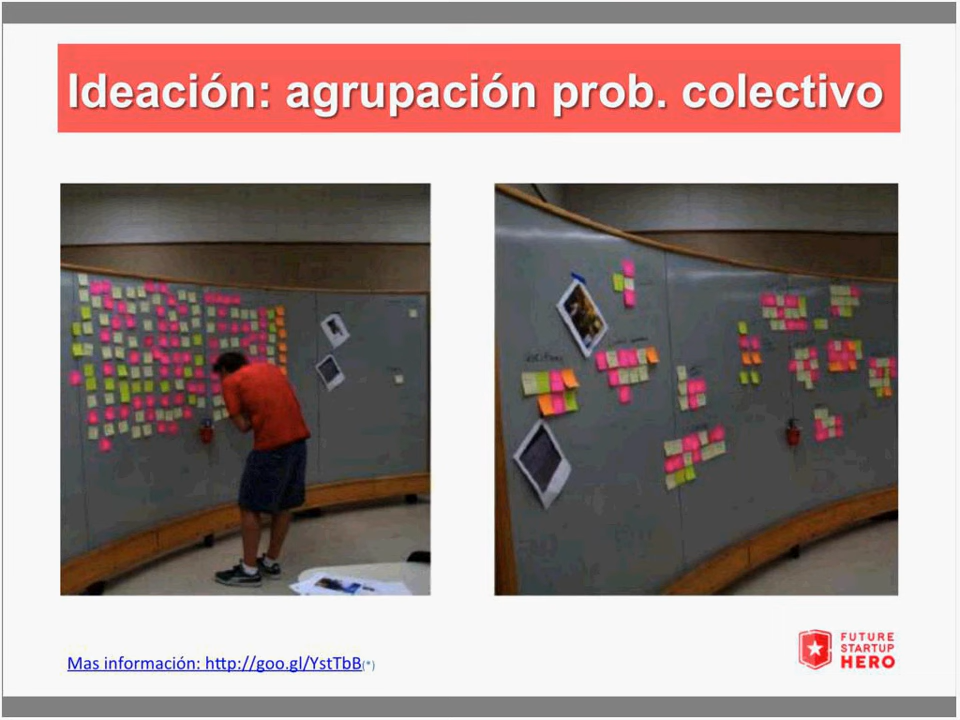 Ideación: agrupación prob. colectivo
Mas información: http://goo.gl/YstTbB(*)
FUTURE
STARTUP
HERO